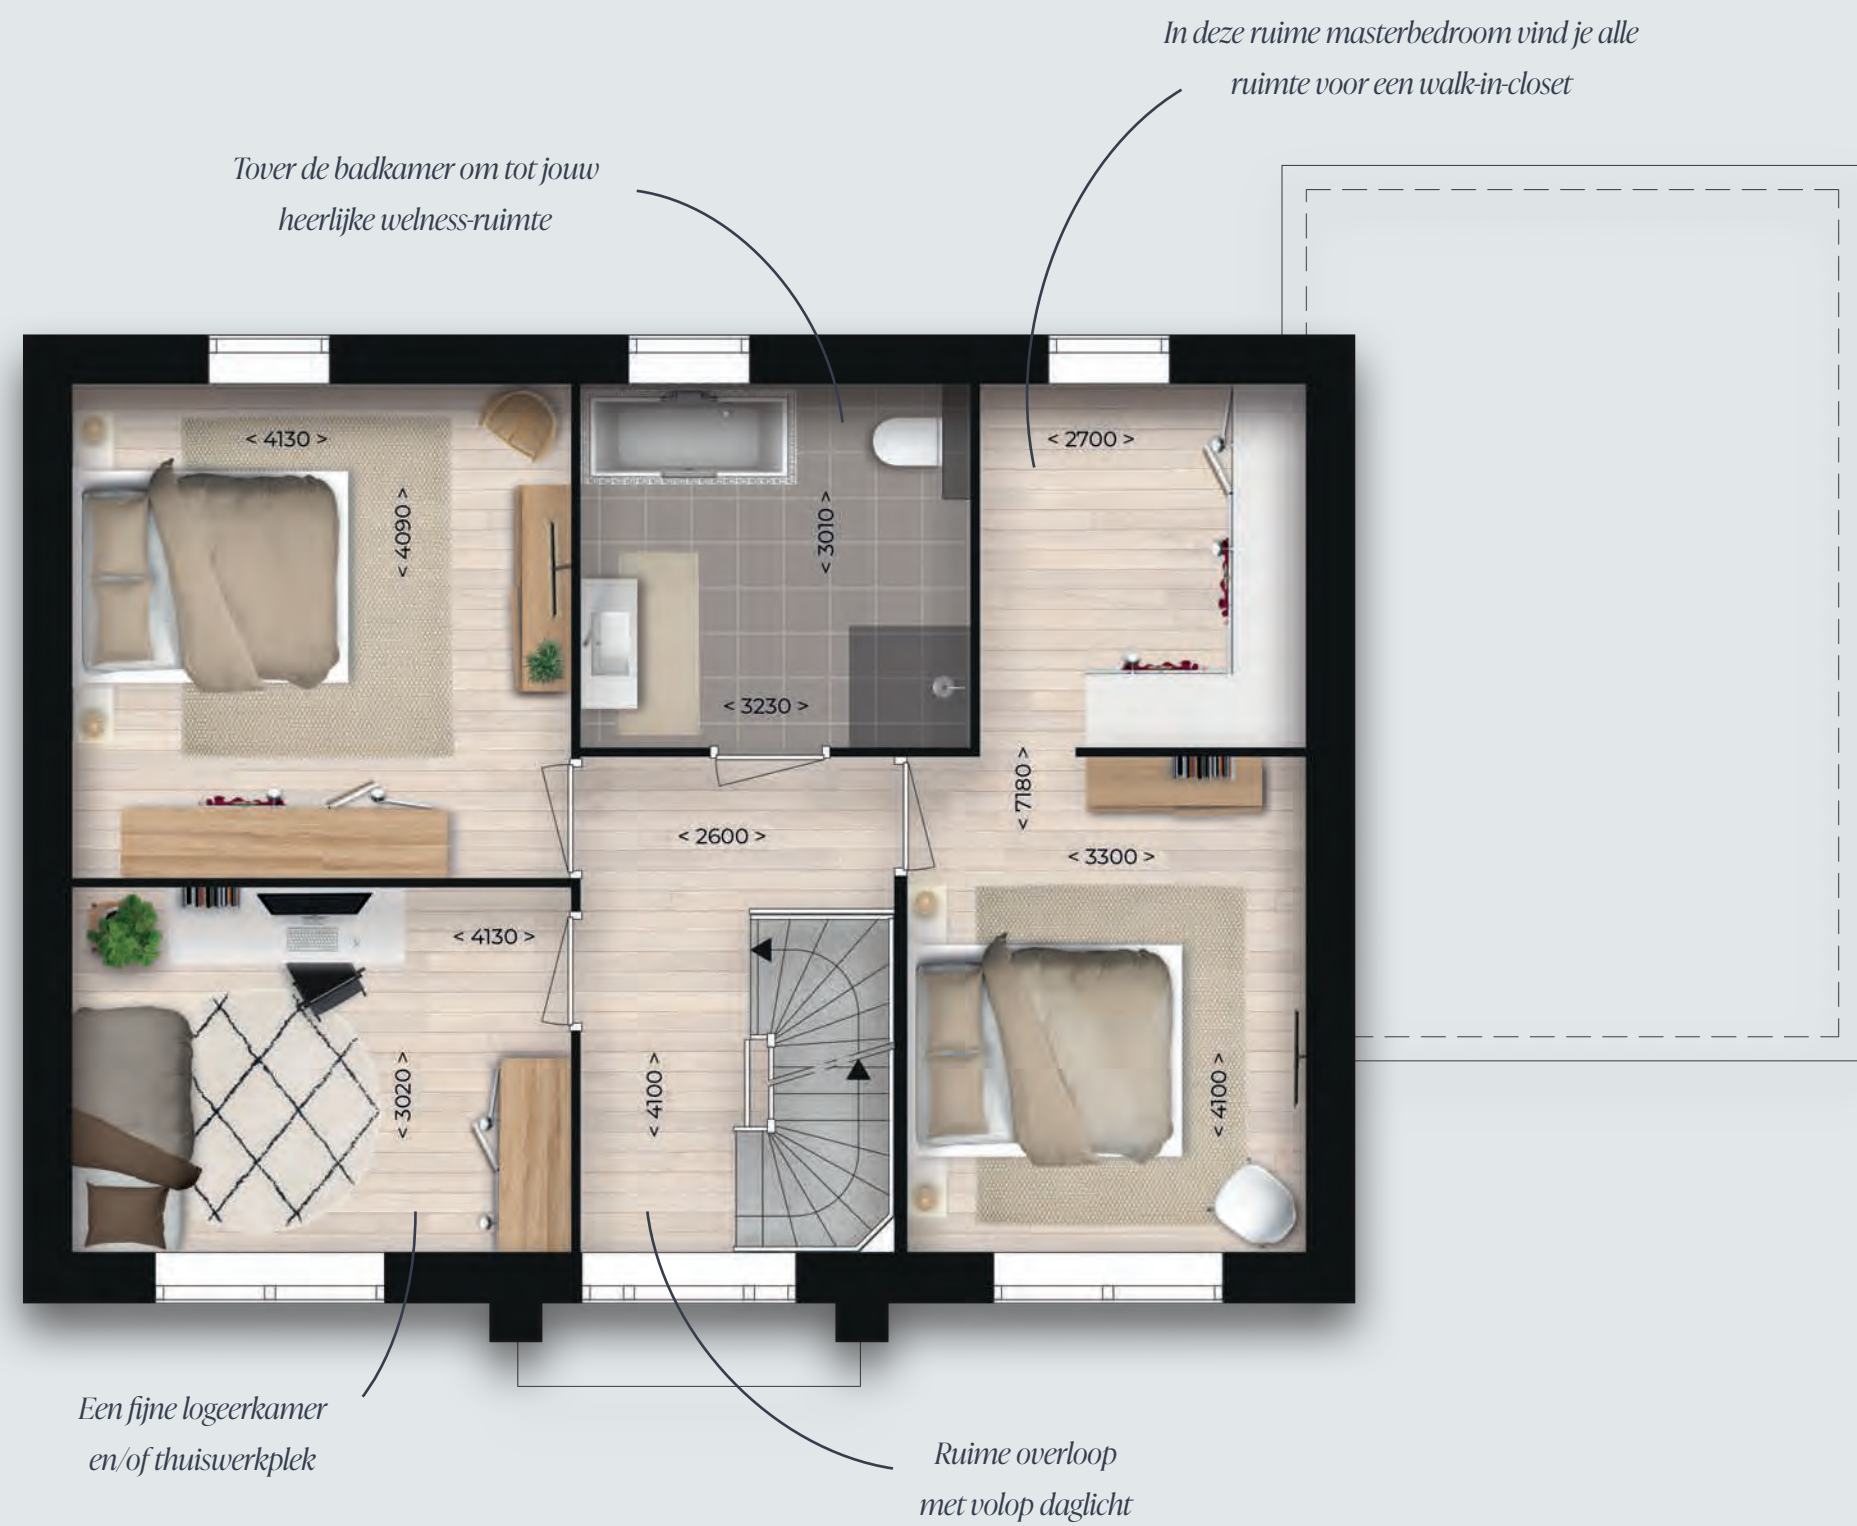 In deze ruime masterbedroom vind je alle
ruimte voor een walk-in-closet
Tover de badkamer om tot jouw
heerlijke welness-ruimte
< 4130 >
< 4090 >
< 3010 >
< 3230 >
< 2700 >
< 7180 >
< 2600 >
< 3300 >
< 4130 >
< 3020 >
< 4100 >
< 4100 >
Een fijne logeerkamer
en/of thuiswerkplek
Ruime overloop
met volop daglicht